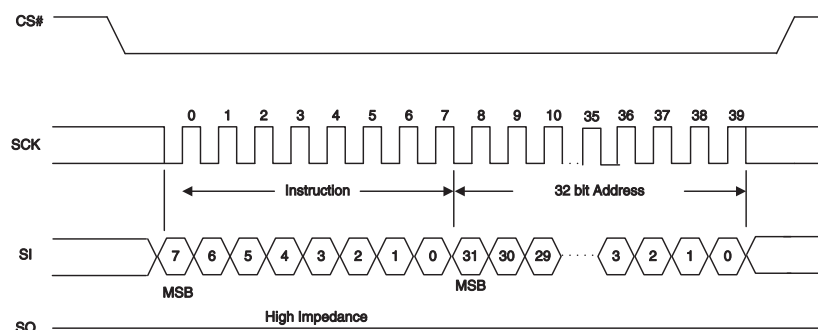 CS#
0 1 2 3 4 5 6 7 8 9 10 35 36 37 38 39
SCK
Instruction 32 bit Address
SI 7 6 5 4 3 2 1 0 31 30 29 3 2 1 0
MSB MSB
High Impedance
SO